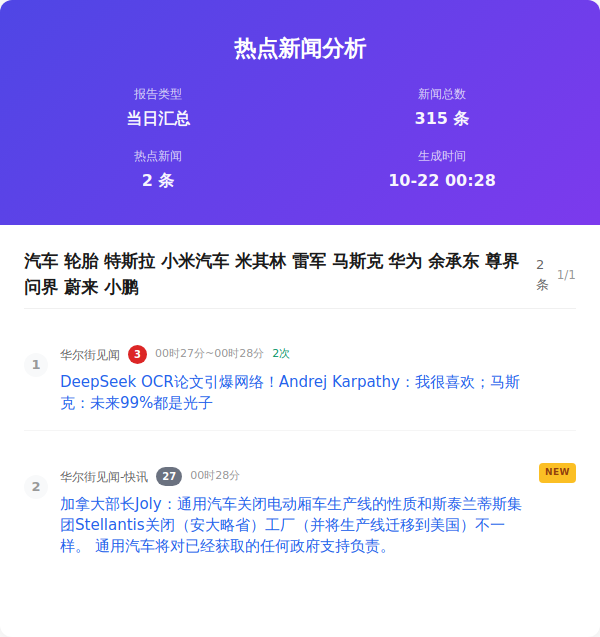 热点新闻分析
报告类型
新闻总数
当日汇总
315 条
热点新闻
生成时间
2 条
10-22 00:28
汽车 轮胎 特斯拉 小米汽车 米其林 雷军 马斯克 华为 余承东 尊界
问界 蔚来 小鹏
2
条
1/1
1
华尔街见闻 3 00时27分~00时28分 2次
DeepSeek OCR论文引爆网络！Andrej Karpathy：我很喜欢；马斯
克：未来99%都是光子
2
华尔街见闻-快讯 27 00时28分
NEW
加拿大部长Joly：通用汽车关闭电动厢车生产线的性质和斯泰兰蒂斯集
团Stellantis关闭（安大略省）工厂（并将生产线迁移到美国）不一
样。 通用汽车将对已经获取的任何政府支持负责。